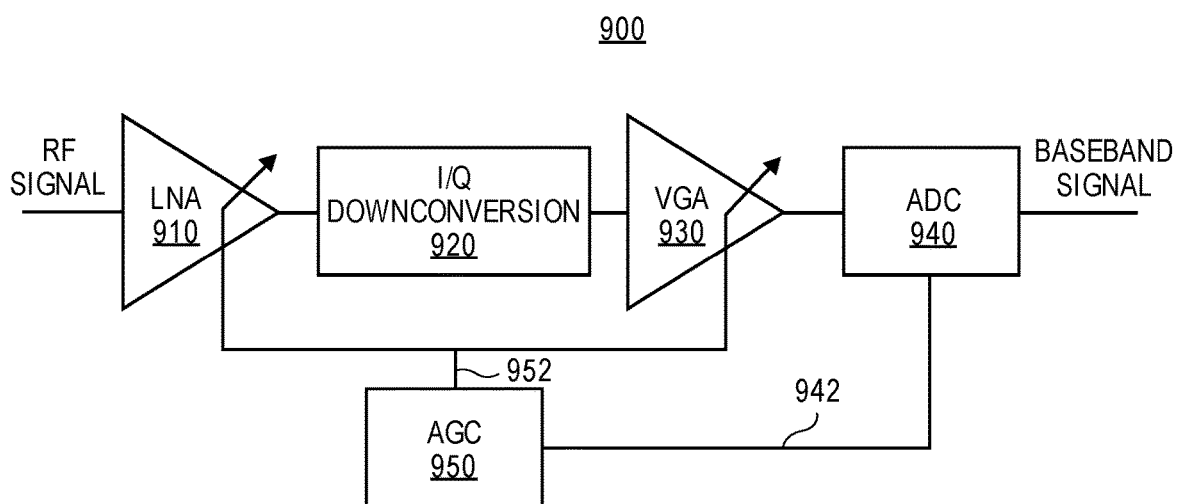 900
RF
SIGNAL
LNA
910
I/Q
DOWNCONVERSION
920
VGA
930
ADC
940
BASEBAND
SIGNAL
952
942
AGC
950